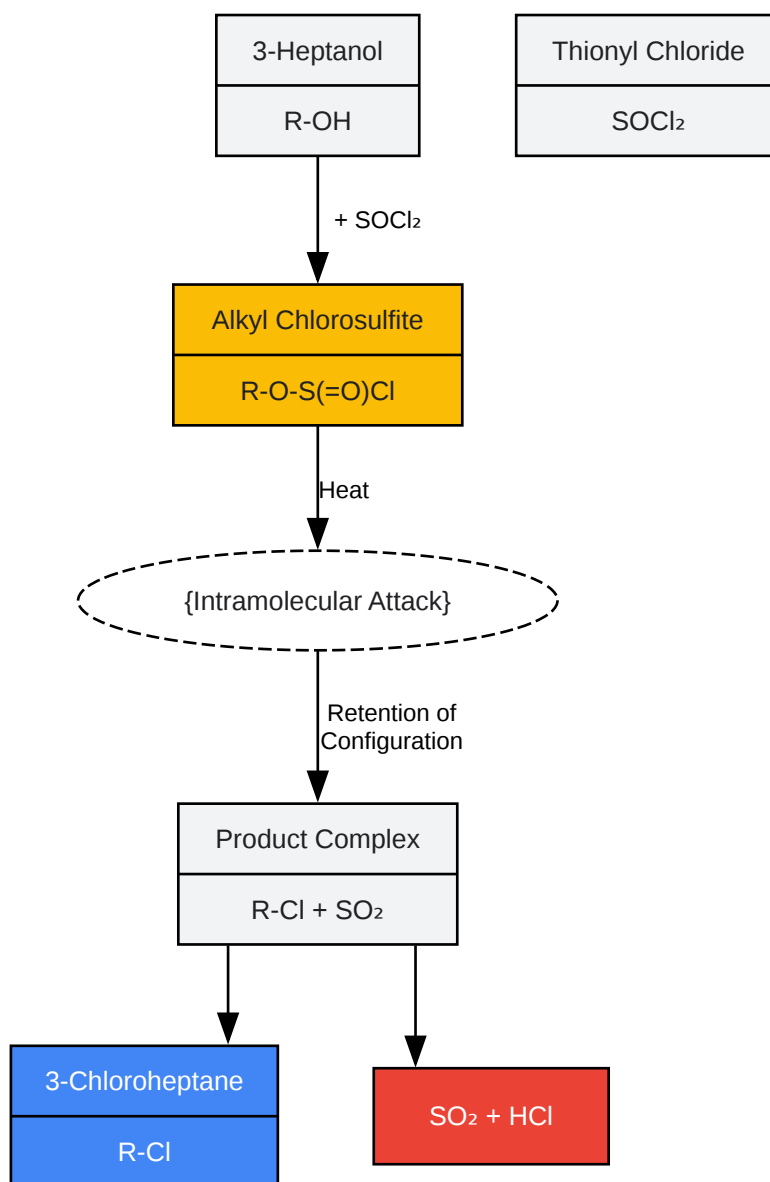 3-Heptanol
R-OH
Thionyl Chloride
SOCl₂
+ SOCl₂
Alkyl Chlorosulfite
R-O-S(=O)Cl
Heat
{Intramolecular Attack}
Retention of
Configuration
Product Complex
R-Cl + SO₂
3-Chloroheptane
R-Cl
SO₂ + HCl